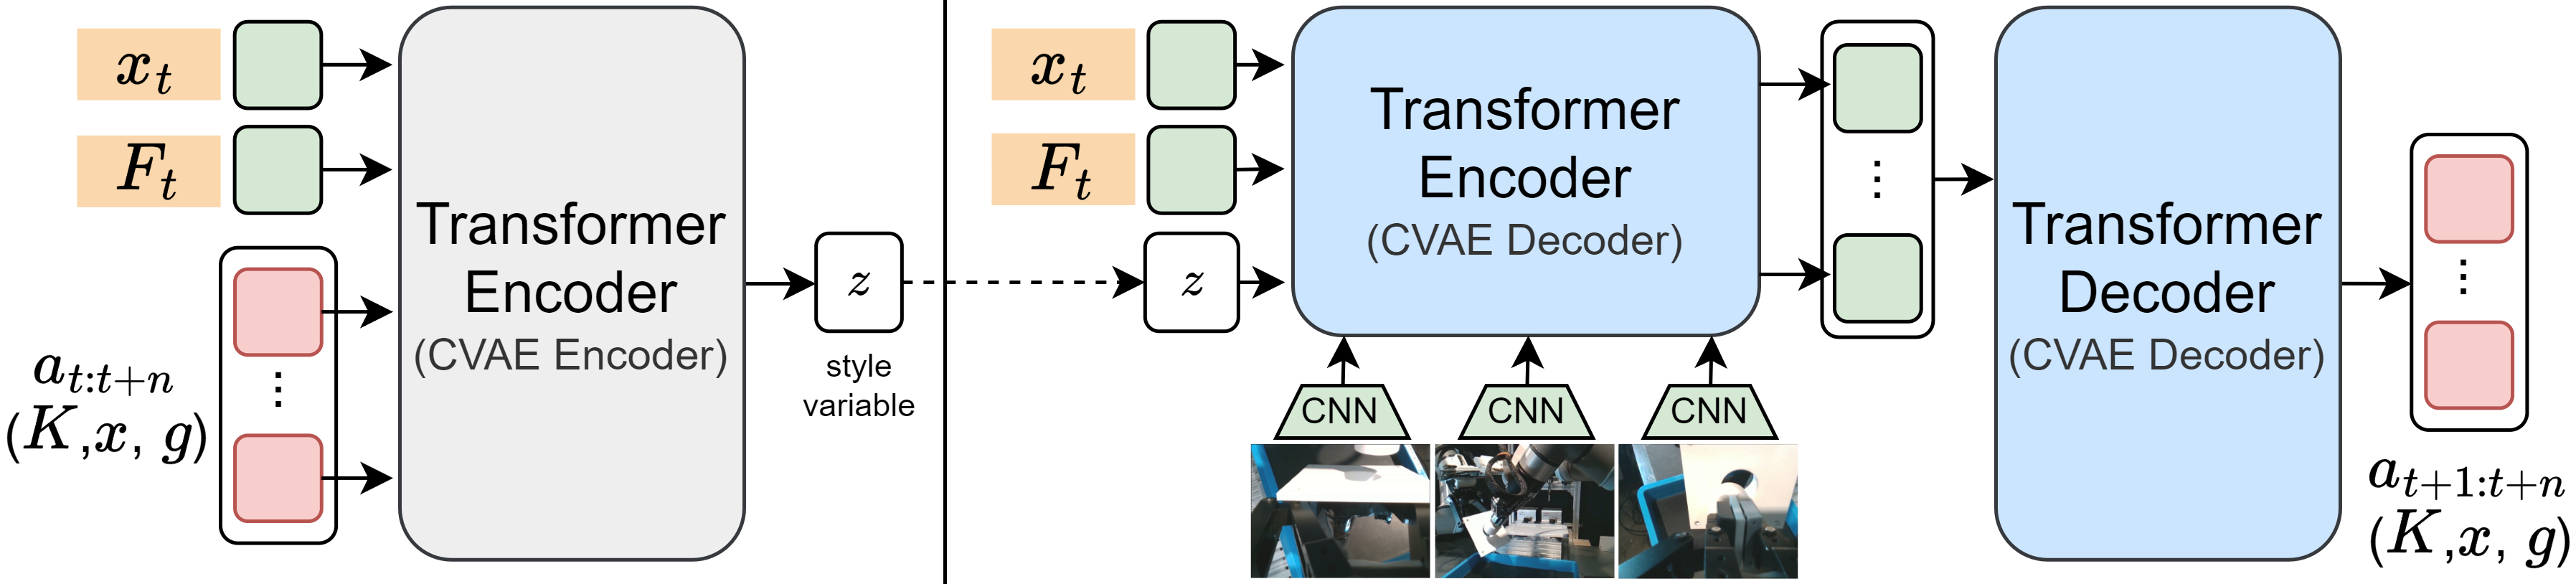 x_t
F_t
a_{t:t+n}
(K,x, g)
Transformer
Encoder
(CVAE Encoder)
z
style
variable
x_t
F_t
z
Transformer
Encoder
(CVAE Decoder)
CNN
CNN
CNN
⋮
Transformer
Decoder
(CVAE Decoder)
a_{t+1:t+n}
(K,x, g)